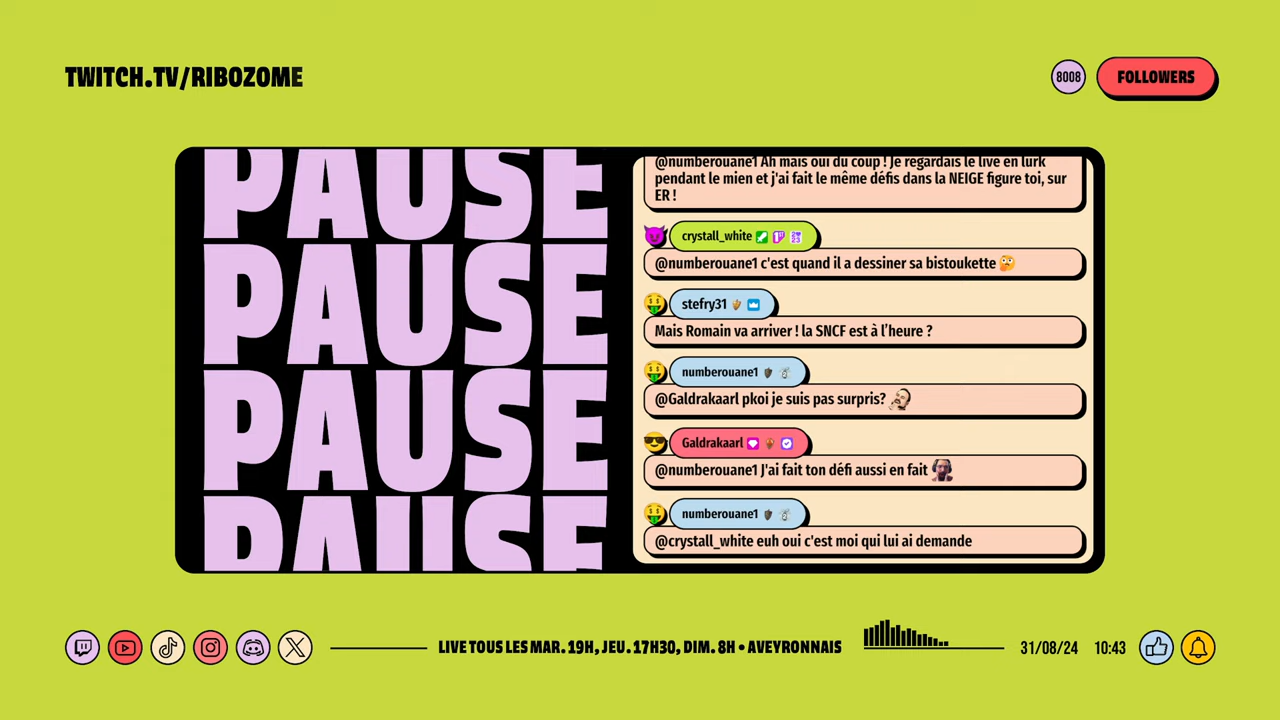 TWITCH.TV/RIBOZOME
8008
FOLLOWERS
PAUSE
PAUSE
PAUSE
PAUSE
@numberouane1 Ah mais oui du coup ! Je regardais le live en lurk
pendant le mien et j'ai fait le même défis dans la NEIGE figure toi, sur
ER !
crystall_white
@numberouane1 c'est quand il a dessiner sa bistoukette
stefry31
Mais Romain va arriver ! la SNCF est à l’heure ?
numberouane1
@Galdrakaarl pkoi je suis pas surpris?
Galdrakaarl
@numberouane1 J'ai fait ton défi aussi en fait
numberouane1
@crystall_white euh oui c'est moi qui lui ai demande
LIVE TOUS LES MAR. 19H, JEU. 17H30, DIM. 8H • AVEYRONNAIS
31/08/24
10:43